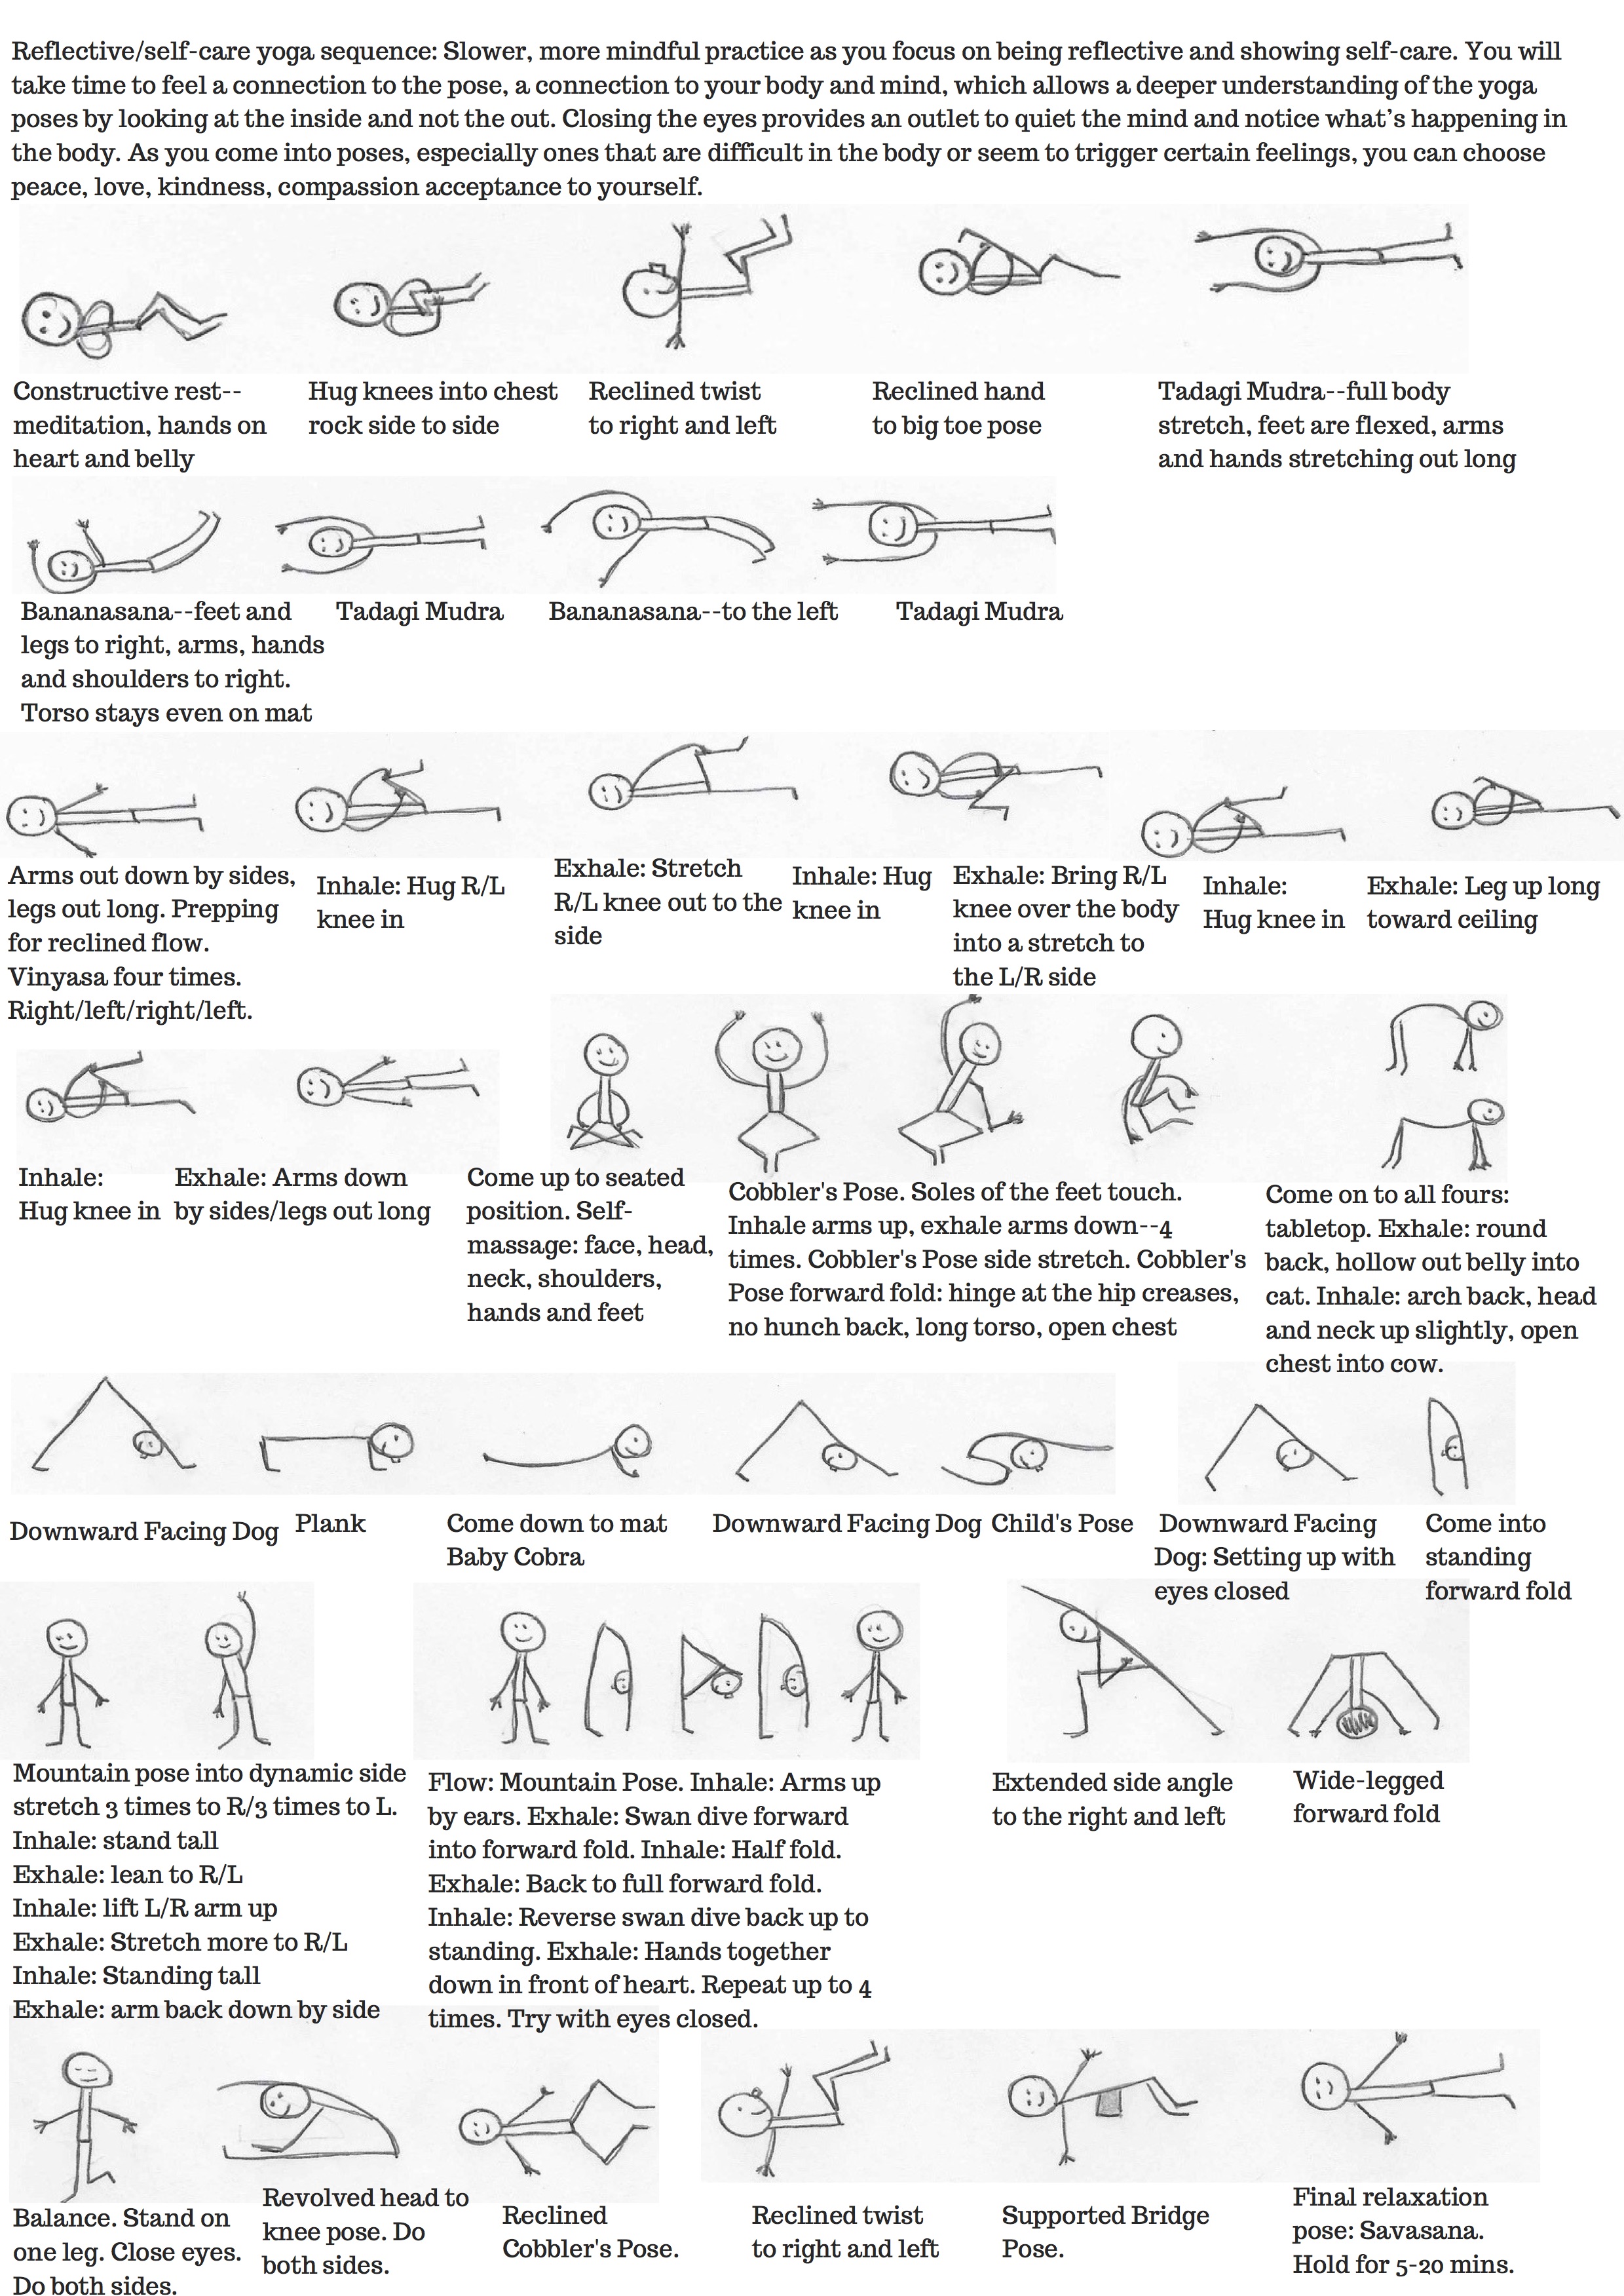 Reflective/self-care yoga sequence: Slower, more mindful practice as you focus on being reflective and showing self-care. You will
take time to feel a connection to the pose, a connection to your body and mind, which allows a deeper understanding of the yoga
poses by looking at the inside and not the out. Closing the eyes provides an outlet to quiet the mind and notice what's happening in
the body. As you come into poses, especially ones that are difficult in the body or seem to trigger certain feelings, you can choose
peace, love, kindness, compassion acceptance to yourself.
Constructive rest--
meditation, hands on
heart and belly
Hug knees into chest
rock side to side
Reclined twist
to right and left
Reclined hand
to big toe pose
Tadagi Mudra--full body
stretch, feet are flexed, arms
and hands stretching out long
Bananasana--feet and
legs to right, arms, hands
and shoulders to right.
Torso stays even on mat
Tadagi Mudra
Bananasana--to the left
Tadagi Mudra
Arms out down by sides,
legs out long. Prepping
for reclined flow.
Vinyasa four times.
Right/left/right/left.
Inhale: Hug R/L
knee in
Exhale: Stretch
R/L knee out to the
side
Inhale: Hug
knee in
Exhale: Bring R/L
knee over the body
into a stretch to
the L/R side
Inhale:
Hug knee in
Exhale: Leg up long
toward ceiling
Inhale:
Hug knee in
Exhale: Arms down
by sides/legs out long
Come up to seated
position. Self-
massage: face, head,
neck, shoulders,
hands and feet
Cobbler's Pose. Soles of the feet touch.
Inhale arms up, exhale arms down--4
times. Cobbler's Pose side stretch. Cobbler's
Pose forward fold: hinge at the hip creases,
no hunch back, long torso, open chest
Come on to all fours:
tabletop. Exhale: round
back, hollow out belly into
cat. Inhale: arch back, head
and neck up slightly, open
chest into cow.
Downward Facing Dog
Plank
Come down to mat
Baby Cobra
Downward Facing Dog
Child's Pose
Downward Facing
Dog: Setting up with
eyes closed
Come into
standing
forward fold
Mountain pose into dynamic side
stretch 3 times to R/3 times to L.
Inhale: stand tall
Exhale: lean to R/L
Inhale: lift L/R arm up
Exhale: Stretch more to R/L
Inhale: Standing tall
Exhale: arm back down by side
Flow: Mountain Pose. Inhale: Arms up
by ears. Exhale: Swan dive forward
into forward fold. Inhale: Half fold.
Exhale: Back to full forward fold.
Inhale: Reverse swan dive back up to
standing. Exhale: Hands together
down in front of heart. Repeat up to 4
times. Try with eyes closed.
Extended side angle
to the right and left
Wide-legged
forward fold
Balance. Stand on
one leg. Close eyes.
Do both sides.
Revolved head to
knee pose. Do
both sides.
Reclined
Cobbler's Pose.
Reclined twist
to right and left
Supported Bridge
Pose.
Final relaxation
pose: Savasana.
Hold for 5-20 mins.